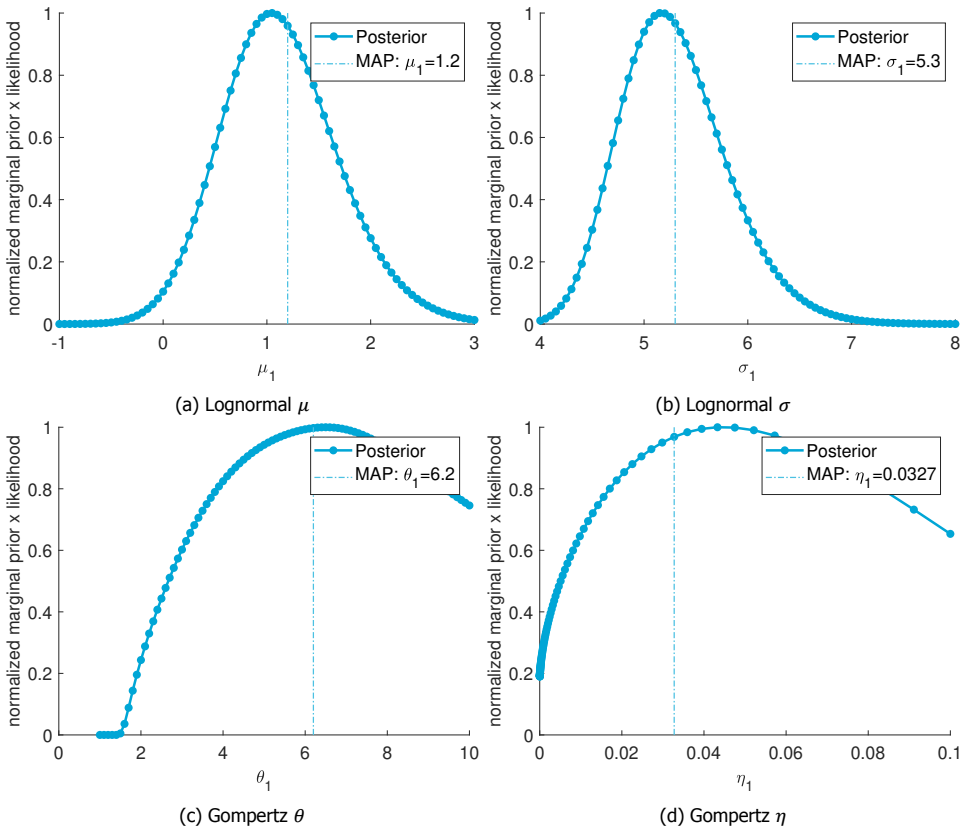 normalized marginal prior x likelihood
1
0.8
0.6
0.4
0.2
0
-1 0 1 2 3
μ1
Posterior
MAP: μ1=1.2
(a) Lognormal μ
normalized marginal prior x likelihood
1
0.8
0.6
0.4
0.2
0
4 5 6 7 8
σ1
Posterior
MAP: σ1=5.3
(b) Lognormal σ
normalized marginal prior x likelihood
1
0.8
0.6
0.4
0.2
0
0 2 4 6 8 10
θ1
Posterior
MAP: θ1=6.2
(c) Gompertz θ
normalized marginal prior x likelihood
1
0.8
0.6
0.4
0.2
0
0 0.02 0.04 0.06 0.08 0.1
η1
Posterior
MAP: η1=0.0327
(d) Gompertz η